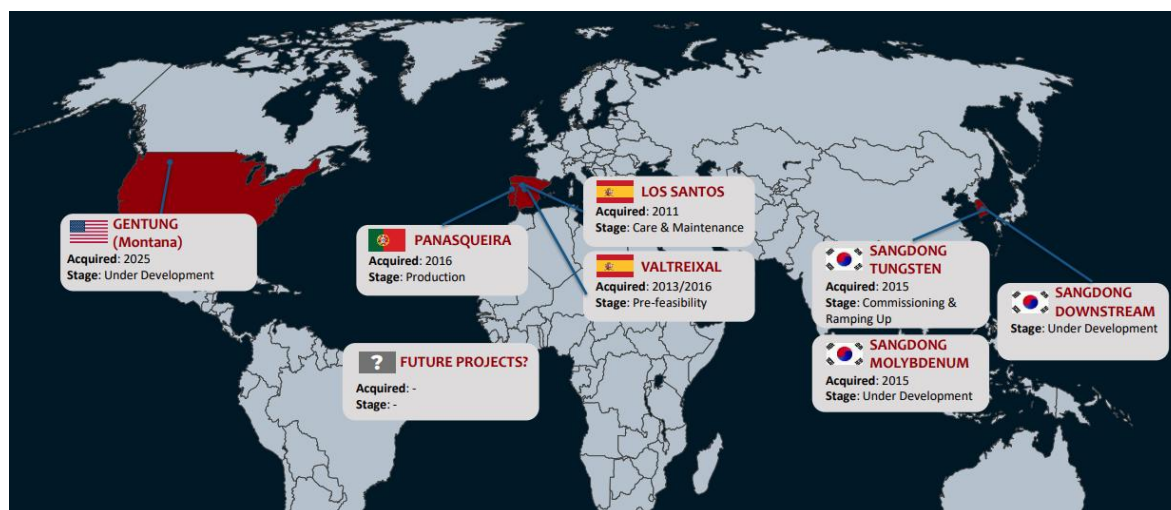 GENTUNG
(Montana)
Acquired: 2025
Stage: Under Development
PANASQUEIRA
Acquired: 2016
Stage: Production
LOS SANTOS
Acquired: 2011
Stage: Care & Maintenance
VALTREIXAL
Acquired: 2013/2016
Stage: Pre-feasibility
? FUTURE PROJECTS?
Acquired: -
Stage: -
SANGDONG
TUNGSTEN
Acquired: 2015
Stage: Commissioning &
Ramping Up
SANGDONG
MOLYBDENUM
Acquired: 2015
Stage: Under Development
SANGDONG
DOWNSTREAM
Stage: Under Development